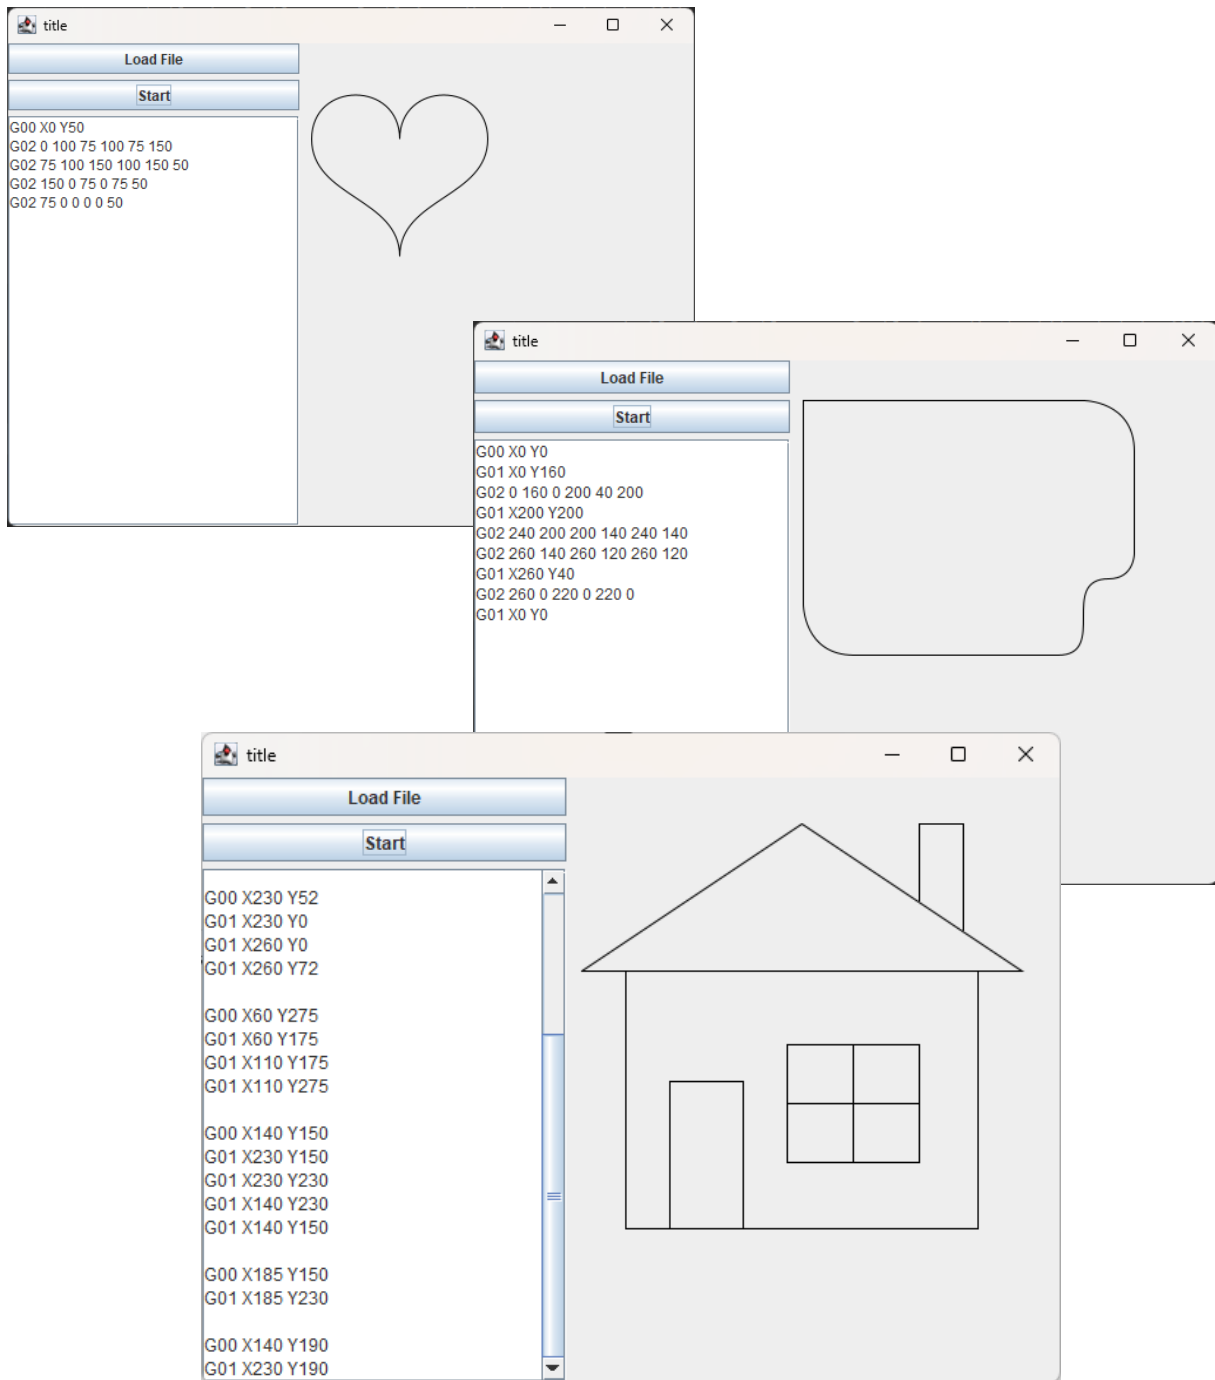 title
Load File
Start
G00 X0 Y50
G02 0 100 75 100 75 150
G02 75 100 150 100 150 50
G02 150 0 75 0 75 50
G02 75 0 0 0 0 50
title
Load File
Start
G00 X0 Y0
G01 X0 Y160
G02 0 160 0 200 40 200
G01 X200 Y200
G02 240 200 200 140 240 140
G02 260 140 260 120 260 120
G01 X260 Y40
G02 260 0 220 0 220 0
G01 X0 Y0
title
Load File
Start
G00 X230 Y52
G01 X230 Y0
G01 X260 Y0
G01 X260 Y72
G00 X60 Y275
G01 X60 Y175
G01 X110 Y175
G01 X110 Y275
G00 X140 Y150
G01 X230 Y150
G01 X230 Y230
G01 X140 Y230
G01 X140 Y150
G00 X185 Y150
G01 X185 Y230
G00 X140 Y190
G01 X230 Y190